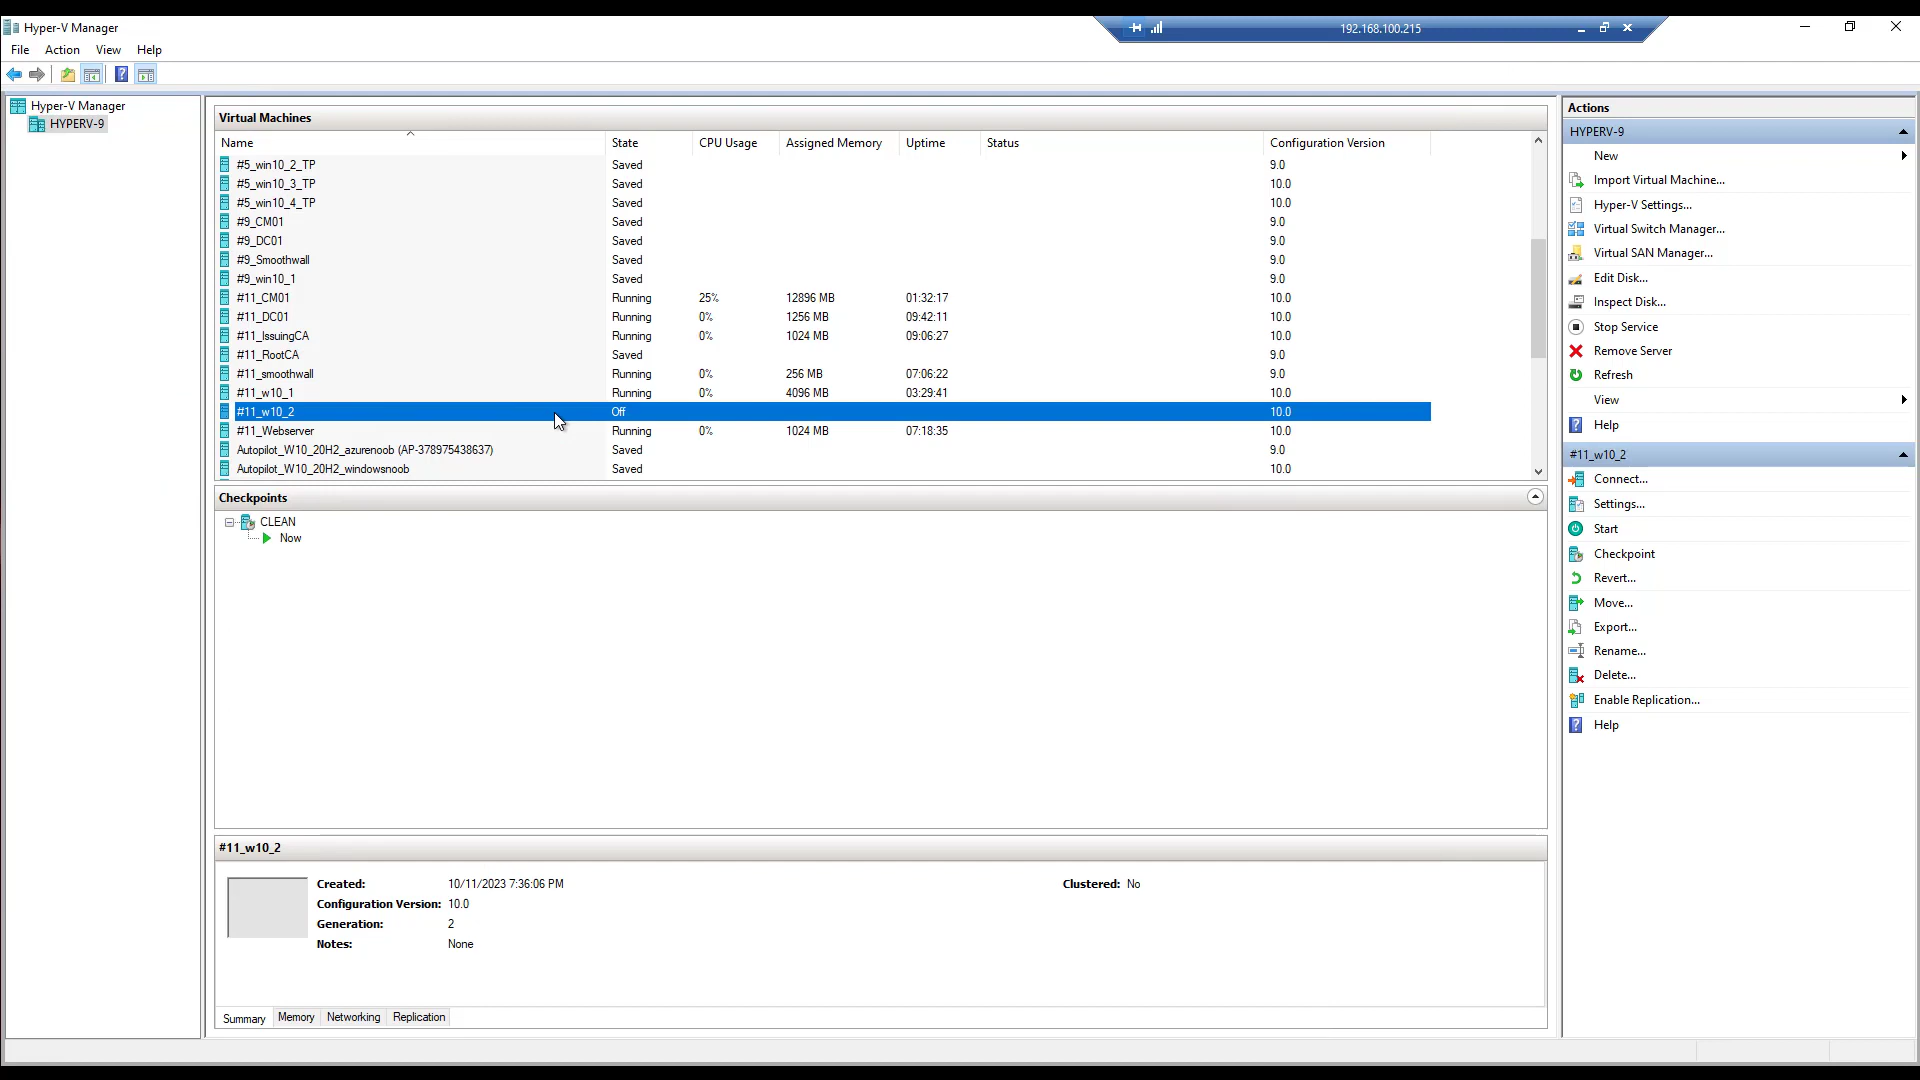 Hyper-V Manager
192.168.100.215
File Action View Help
Hyper-V Manager
HYPERV-9
Virtual Machines
Name State CPU Usage Assigned Memory Uptime Status Configuration Version
#5_win10_2_TP Saved 9.0
#5_win10_3_TP Saved 10.0
#5_win10_4_TP Saved 10.0
#9_CM01 Saved 9.0
#9_DC01 Saved 9.0
#9_Smoothwall Saved 9.0
#9_win10_1 Saved 9.0
#11_CM01 Running 25% 12896 MB 01:32:17 10.0
#11_DC01 Running 0% 1256 MB 09:42:11 10.0
#11_IssuingCA Running 0% 1024 MB 09:06:27 10.0
#11_RootCA Saved 9.0
#11_smoothwall Running 0% 256 MB 07:06:22 9.0
#11_w10_1 Running 0% 4096 MB 03:29:41 10.0
#11_w10_2 Off 10.0
#11_Webserver Running 0% 1024 MB 07:18:35 10.0
Autopilot_W10_20H2_azurenoob (AP-378975438637) Saved 9.0
Autopilot_W10_20H2_windowsnoob Saved 10.0
Checkpoints
CLEAN
Now
#11_w10_2
Created: 10/11/2023 7:36:06 PM Clustered: No
Configuration Version: 10.0
Generation: 2
Notes: None
Summary Memory Networking Replication
Actions
HYPERV-9
New
Import Virtual Machine...
Hyper-V Settings...
Virtual Switch Manager...
Virtual SAN Manager...
Edit Disk...
Inspect Disk...
Stop Service
Remove Server
Refresh
View
Help
#11_w10_2
Connect...
Settings...
Start
Checkpoint
Revert...
Move...
Export...
Rename...
Delete...
Enable Replication...
Help